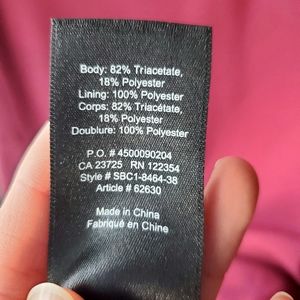 Body: 82% Triacetate,
18% Polyester
Lining: 100% Polyester
Corps: 82% Triacétate,
18% Polyester
Doublure: 100% Polyester
P.O. # 4500090204
CA 23725 RN 122354
Style # SBC1-8464-38
Article # 62630
Made in China
Fabriqué en Chine